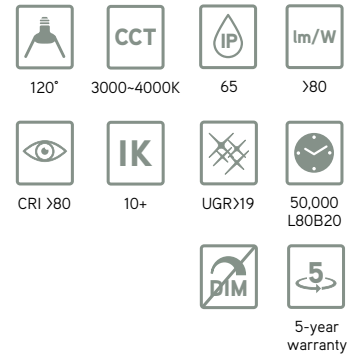 CCT
IP
lm/W
120°
3000~4000K
65
>80
IK
CRI >80
10+
UGR>19
50,000
L80B20
DIM
5
5-year
warranty